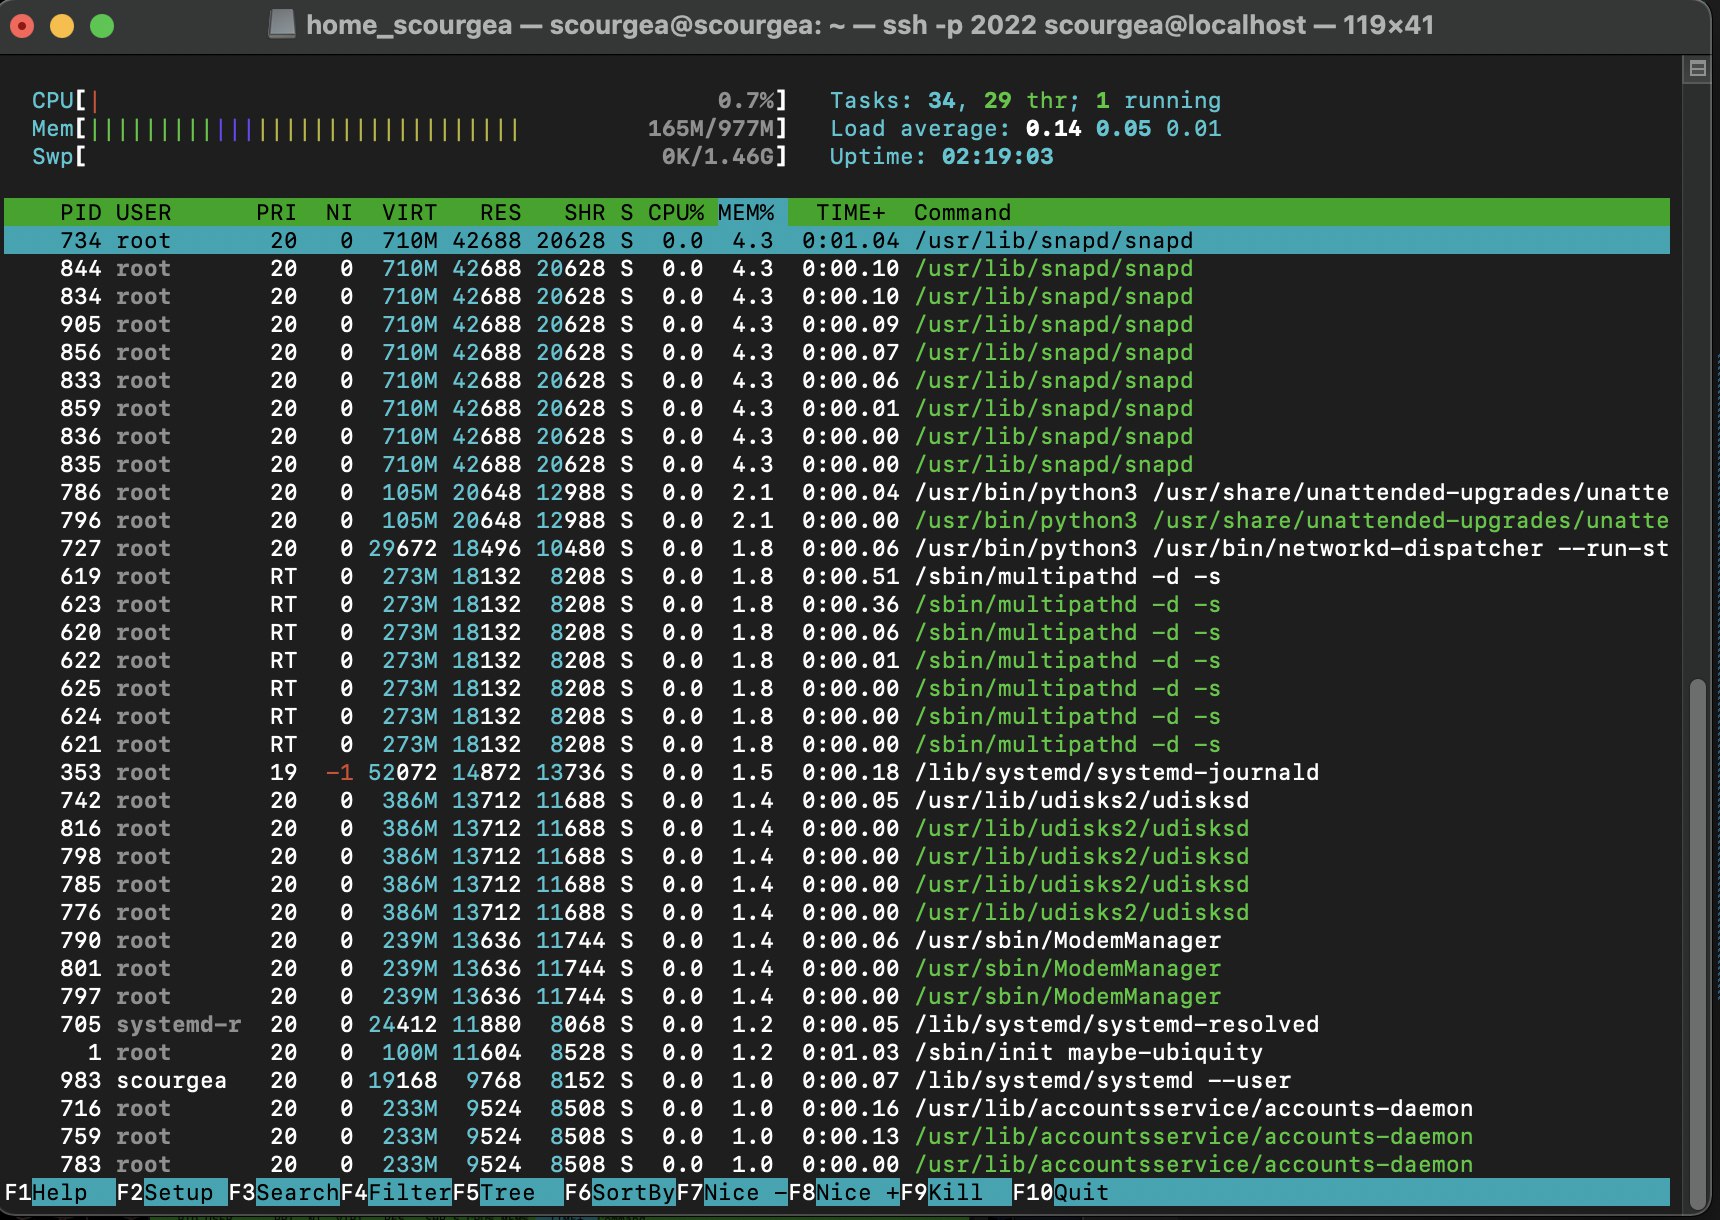 home_scourgea — scourgea@scourgea: ~ — ssh -p 2022 scourgea@localhost — 119×41
CPU[| 0.7%] Tasks: 34, 29 thr; 1 running
Mem[||||||||||||||||||||||||||||||| 165M/977M] Load average: 0.14 0.05 0.01
Swp[ 0K/1.46G] Uptime: 02:19:03
PID USER PRI NI VIRT RES SHR S CPU% MEM% TIME+ Command
734 root 20 0 710M 42688 20628 S 0.0 4.3 0:01.04 /usr/lib/snapd/snapd
844 root 20 0 710M 42688 20628 S 0.0 4.3 0:00.10 /usr/lib/snapd/snapd
834 root 20 0 710M 42688 20628 S 0.0 4.3 0:00.10 /usr/lib/snapd/snapd
905 root 20 0 710M 42688 20628 S 0.0 4.3 0:00.09 /usr/lib/snapd/snapd
856 root 20 0 710M 42688 20628 S 0.0 4.3 0:00.07 /usr/lib/snapd/snapd
833 root 20 0 710M 42688 20628 S 0.0 4.3 0:00.06 /usr/lib/snapd/snapd
859 root 20 0 710M 42688 20628 S 0.0 4.3 0:00.01 /usr/lib/snapd/snapd
836 root 20 0 710M 42688 20628 S 0.0 4.3 0:00.00 /usr/lib/snapd/snapd
835 root 20 0 710M 42688 20628 S 0.0 4.3 0:00.00 /usr/lib/snapd/snapd
786 root 20 0 105M 20648 12988 S 0.0 2.1 0:00.04 /usr/bin/python3 /usr/share/unattended-upgrades/unatte
796 root 20 0 105M 20648 12988 S 0.0 2.1 0:00.00 /usr/bin/python3 /usr/share/unattended-upgrades/unatte
727 root 20 0 29672 18496 10480 S 0.0 1.8 0:00.06 /usr/bin/python3 /usr/bin/networkd-dispatcher --run-st
619 root RT 0 273M 18132 8208 S 0.0 1.8 0:00.51 /sbin/multipathd -d -s
623 root RT 0 273M 18132 8208 S 0.0 1.8 0:00.36 /sbin/multipathd -d -s
620 root RT 0 273M 18132 8208 S 0.0 1.8 0:00.06 /sbin/multipathd -d -s
622 root RT 0 273M 18132 8208 S 0.0 1.8 0:00.01 /sbin/multipathd -d -s
625 root RT 0 273M 18132 8208 S 0.0 1.8 0:00.00 /sbin/multipathd -d -s
624 root RT 0 273M 18132 8208 S 0.0 1.8 0:00.00 /sbin/multipathd -d -s
621 root RT 0 273M 18132 8208 S 0.0 1.8 0:00.00 /sbin/multipathd -d -s
353 root 19 -1 52072 14872 13736 S 0.0 1.5 0:00.18 /lib/systemd/systemd-journald
742 root 20 0 386M 13712 11688 S 0.0 1.4 0:00.05 /usr/lib/udisks2/udisksd
816 root 20 0 386M 13712 11688 S 0.0 1.4 0:00.00 /usr/lib/udisks2/udisksd
798 root 20 0 386M 13712 11688 S 0.0 1.4 0:00.00 /usr/lib/udisks2/udisksd
785 root 20 0 386M 13712 11688 S 0.0 1.4 0:00.00 /usr/lib/udisks2/udisksd
776 root 20 0 386M 13712 11688 S 0.0 1.4 0:00.00 /usr/lib/udisks2/udisksd
790 root 20 0 239M 13636 11744 S 0.0 1.4 0:00.06 /usr/sbin/ModemManager
801 root 20 0 239M 13636 11744 S 0.0 1.4 0:00.00 /usr/sbin/ModemManager
797 root 20 0 239M 13636 11744 S 0.0 1.4 0:00.00 /usr/sbin/ModemManager
705 systemd-r 20 0 24412 11880 8068 S 0.0 1.2 0:00.05 /lib/systemd/systemd-resolved
1 root 20 0 100M 11604 8528 S 0.0 1.2 0:01.03 /sbin/init maybe-ubiquity
983 scourgea 20 0 19168 9768 8152 S 0.0 1.0 0:00.07 /lib/systemd/systemd --user
716 root 20 0 233M 9524 8508 S 0.0 1.0 0:00.16 /usr/lib/accountsservice/accounts-daemon
759 root 20 0 233M 9524 8508 S 0.0 1.0 0:00.13 /usr/lib/accountsservice/accounts-daemon
783 root 20 0 233M 9524 8508 S 0.0 1.0 0:00.00 /usr/lib/accountsservice/accounts-daemon
F1Help F2Setup F3SearchF4FilterF5Tree F6SortByF7Nice -F8Nice +F9Kill F10Quit